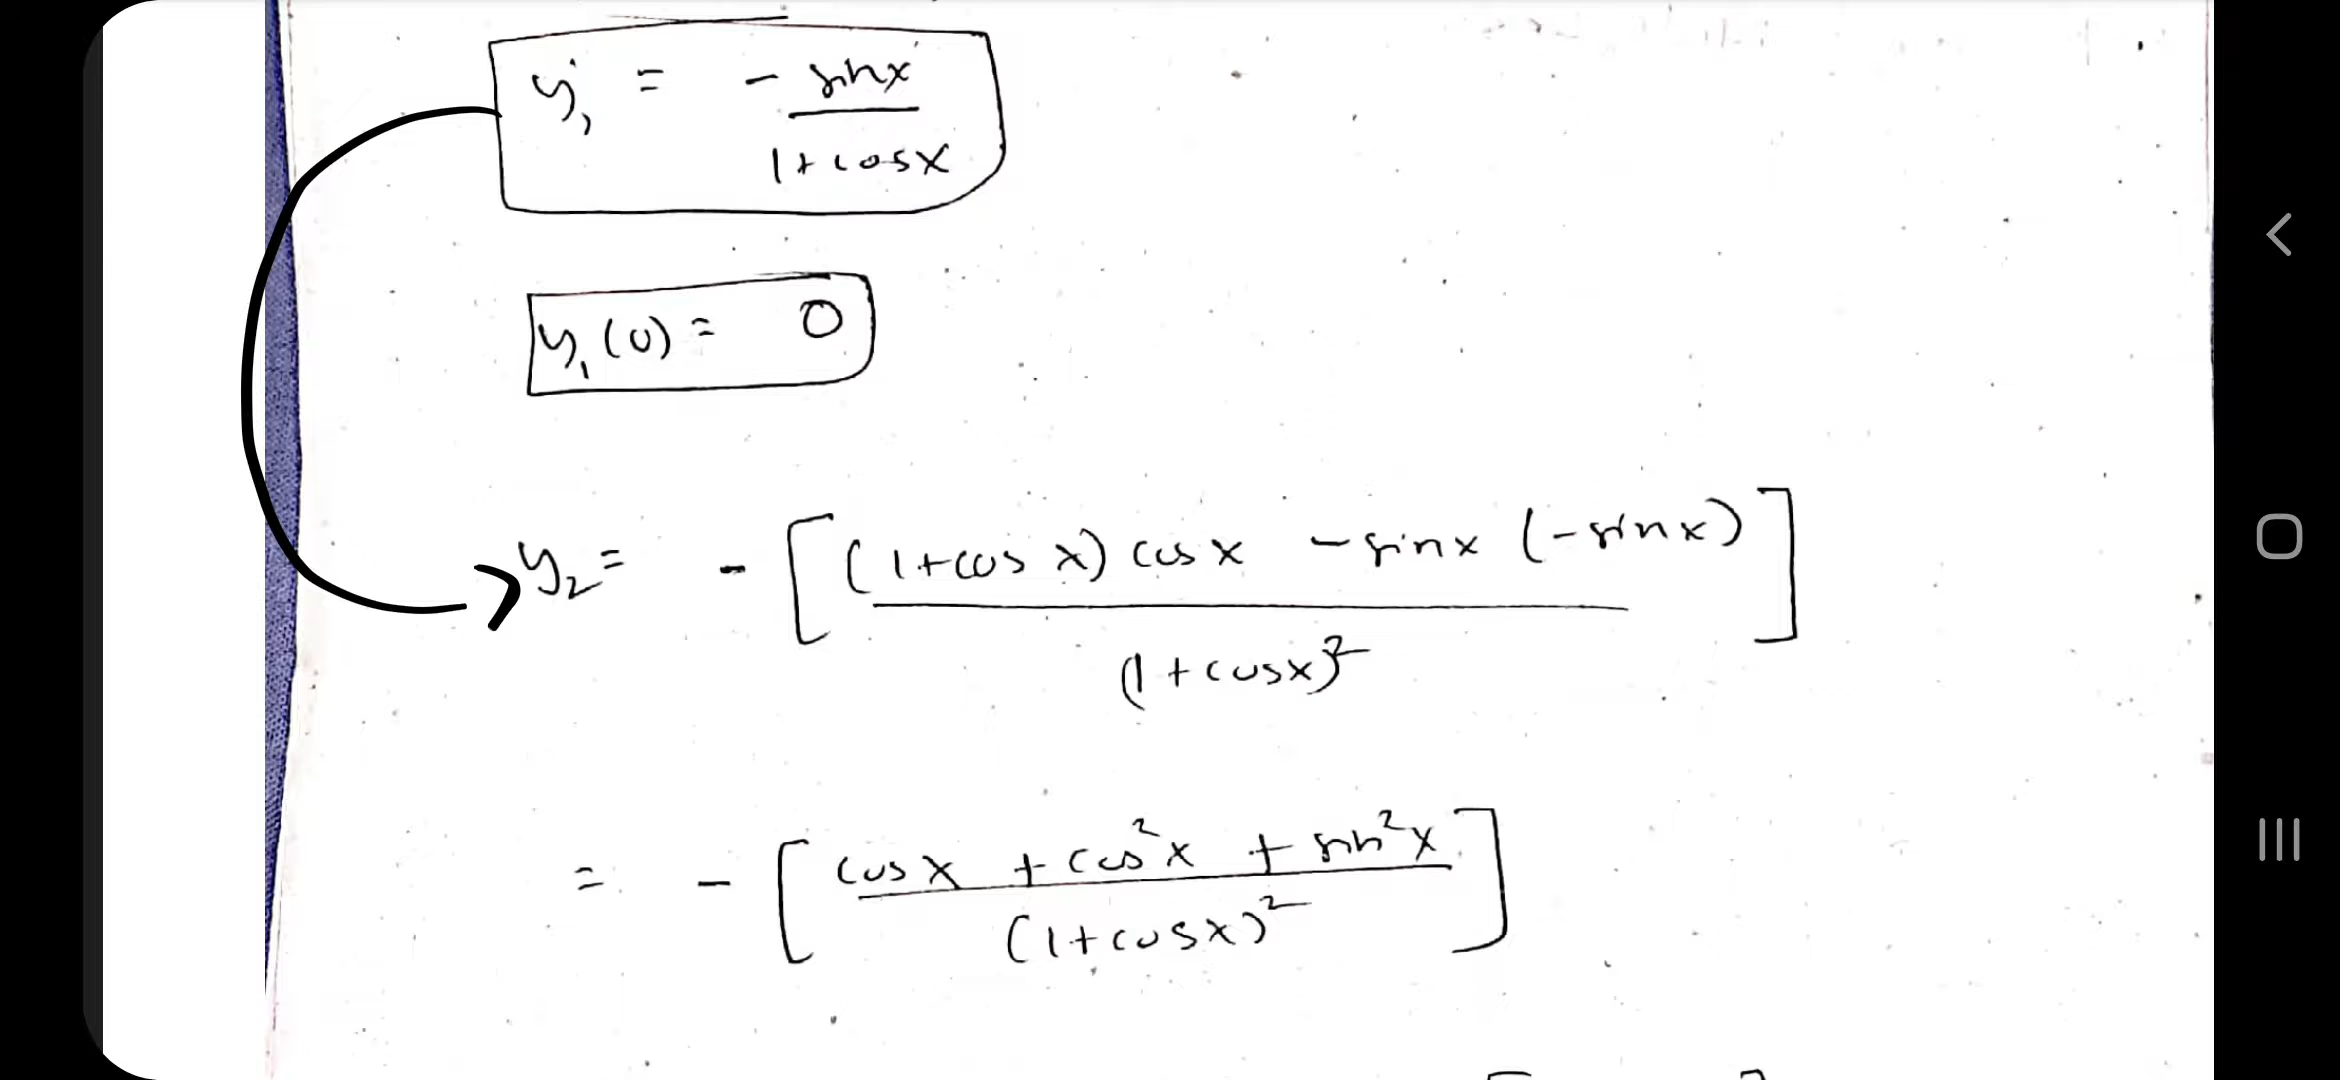 y₁ = - sinx / 1+cosx
y₁(0) = 0
y₂ = - [ (1+cos x) cos x - sinx (-sinx) / (1+cosx)² ]
= - [ cos x + cos²x + sin²x / (1+cosx)² ]